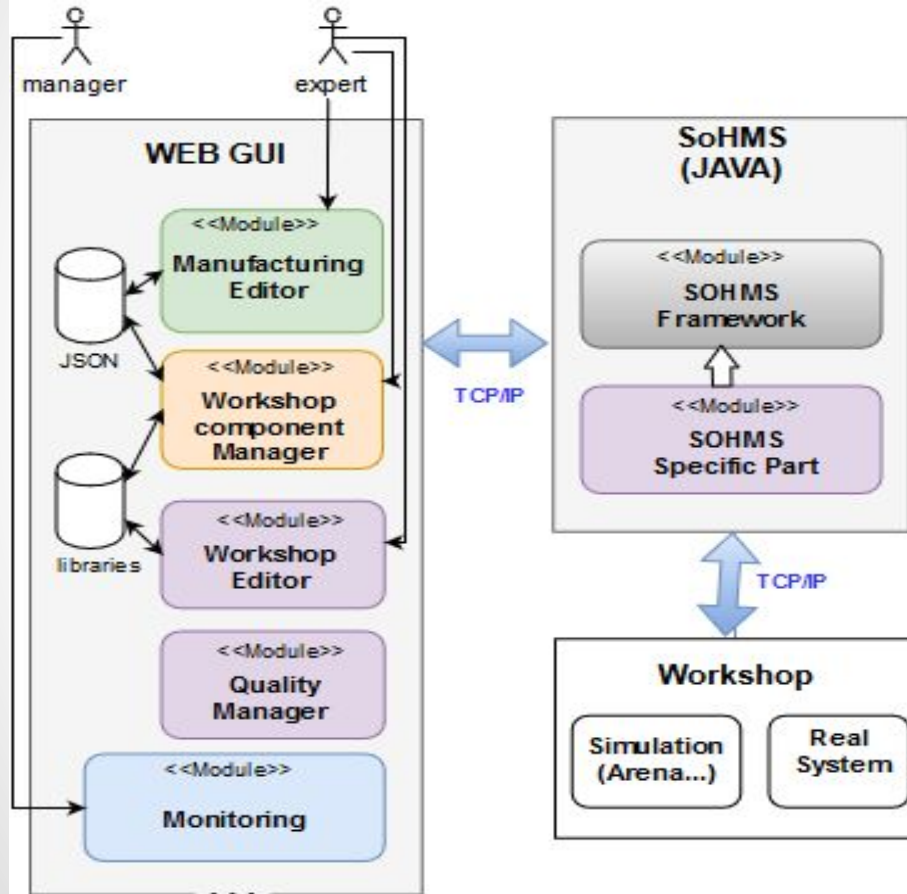 manager
expert
WEB GUI
<<Module>>
Manufacturing
Editor
JSON
<<Module>>
Workshop
component
Manager
libraries
<<Module>>
Workshop
Editor
<<Module>>
Quality
Manager
<<Module>>
Monitoring
TCP/IP
SoHMS
(JAVA)
<<Module>>
SOHMS
Framework
<<Module>>
SOHMS
Specific Part
TCP/IP
Workshop
Simulation
(Arena...)
Real
System